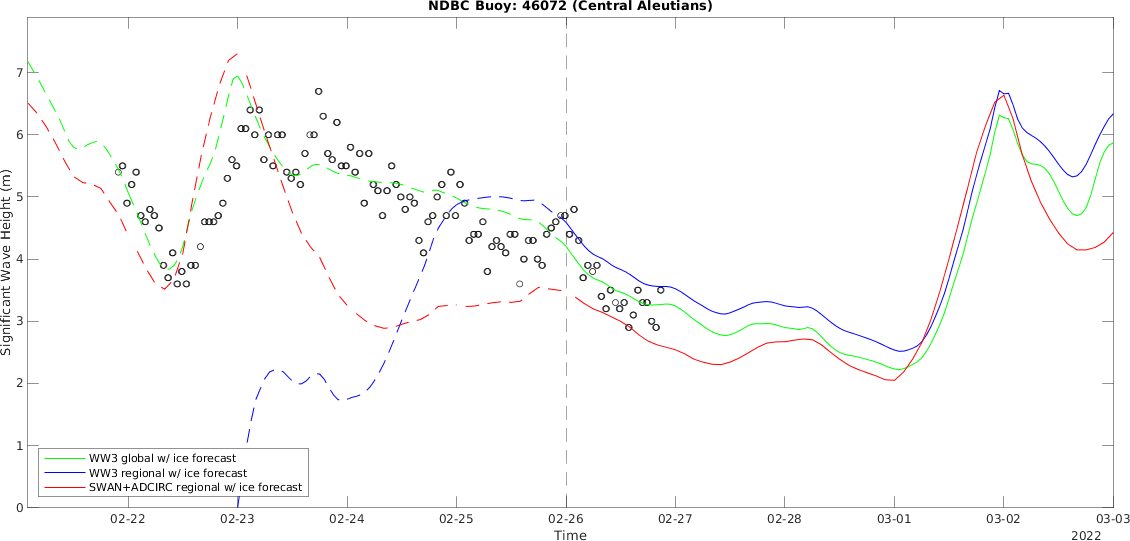 NDBC Buoy: 46072 (Central Aleutians)
Significant Wave Height (m)
7
6
5
4
3
2
1
0
WW3 global w/ ice forecast
WW3 regional w/ ice forecast
SWAN+ADCIRC regional w/ ice forecast
02-22 02-23 02-24 02-25 02-26 02-27 02-28 03-01 03-02 03-03
Time
2022